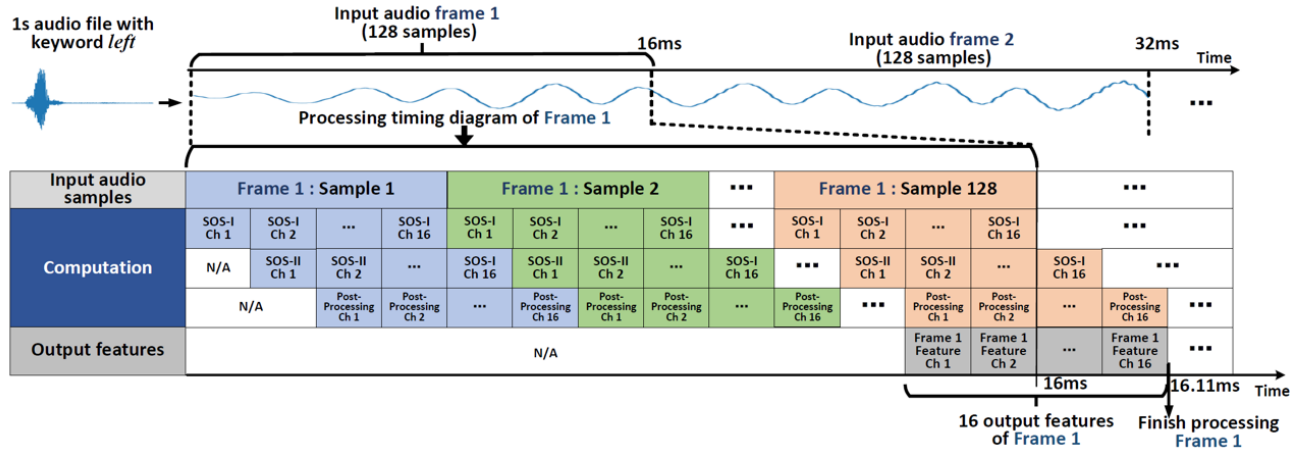 1s audio file with
keyword left
Input audio frame 1
(128 samples)
16ms
Input audio frame 2
(128 samples)
32ms
Time
...
Processing timing diagram of Frame 1
Input audio
samples
Frame 1 : Sample 1
Frame 1 : Sample 2
...
Frame 1 : Sample 128
...
Computation
SOS-I
Ch 1
SOS-I
Ch 2
...
SOS-I
Ch 16
SOS-I
Ch 1
SOS-I
Ch 2
...
SOS-I
Ch 16
...
SOS-I
Ch 1
SOS-I
Ch 2
...
SOS-I
Ch 16
...
N/A
SOS-II
Ch 1
SOS-II
Ch 2
...
SOS-I
Ch 16
SOS-II
Ch 1
SOS-II
Ch 2
...
SOS-I
Ch 16
...
SOS-II
Ch 1
SOS-II
Ch 2
...
SOS-I
Ch 16
...
N/A
Post-
Processing
Ch 1
Post-
Processing
Ch 2
...
Post-
Processing
Ch 16
Post-
Processing
Ch 1
Post-
Processing
Ch 2
...
Post-
Processing
Ch 16
...
Post-
Processing
Ch 1
Post-
Processing
Ch 2
...
Post-
Processing
Ch 16
...
Output features
N/A
Frame 1
Feature
Ch 1
Frame 1
Feature
Ch 2
...
Frame 1
Feature
Ch 16
...
16ms
16.11ms
Time
16 output features
of Frame 1
Finish processing
Frame 1